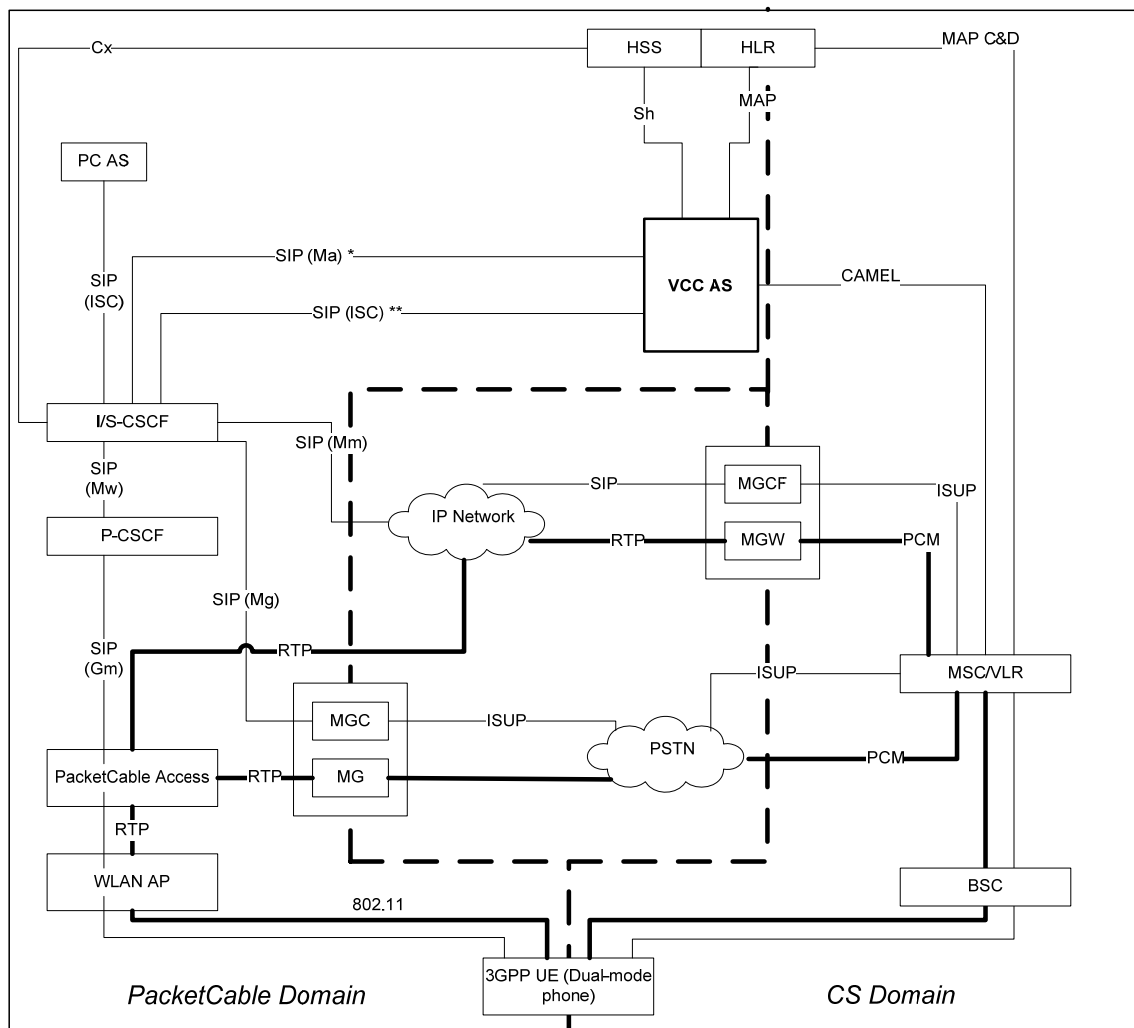 Cx
HSS
HLR
MAP C&D
Sh
MAP
PC AS
SIP
(ISC)
SIP (Ma) *
VCC AS
CAMEL
SIP (ISC) **
I/S-CSCF
SIP (Mm)
SIP
(Mw)
SIP
MGCF
ISUP
IP Network
P-CSCF
RTP
MGW
PCM
SIP (Mg)
SIP
(Gm)
RTP
ISUP
MSC/VLR
MGC
ISUP
PSTN
PacketCable Access
RTP
MG
PCM
RTP
WLAN AP
BSC
802.11
3GPP UE (Dual-mode
phone)
PacketCable Domain
CS Domain